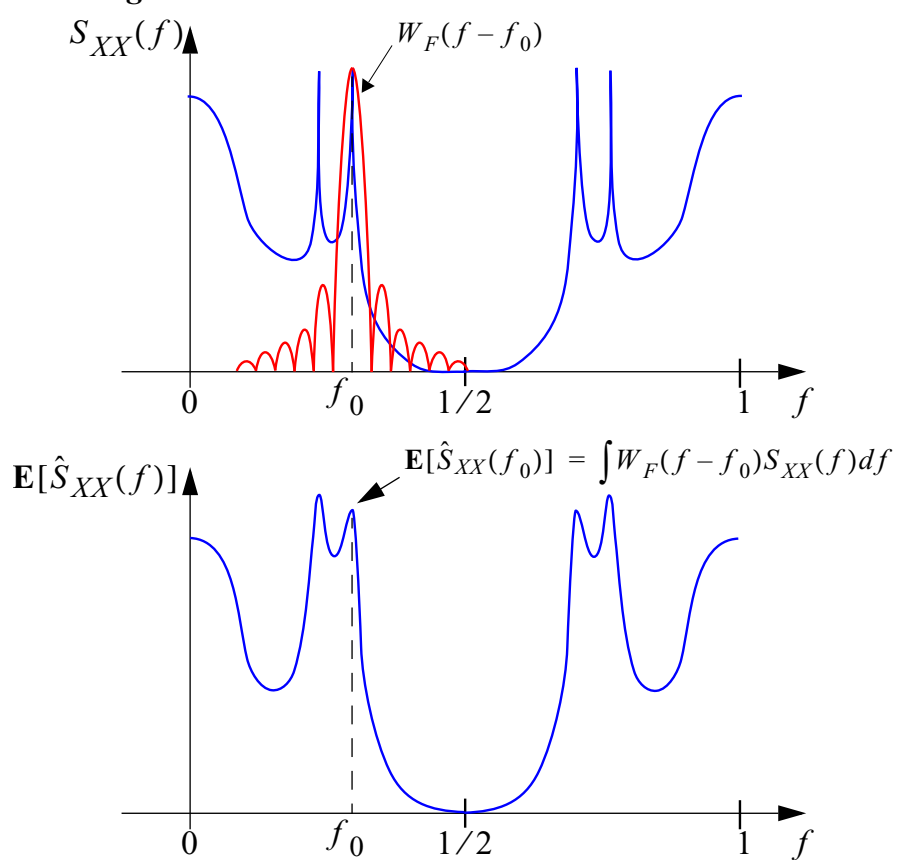 S_XX(f)
W_F(f – f_0)
0
f_0
1/2
1
f
E[Ŝ_XX(f)]
E[Ŝ_XX(f_0)] = ∫W_F(f – f_0)S_XX(f)df
0
f_0
1/2
1
f